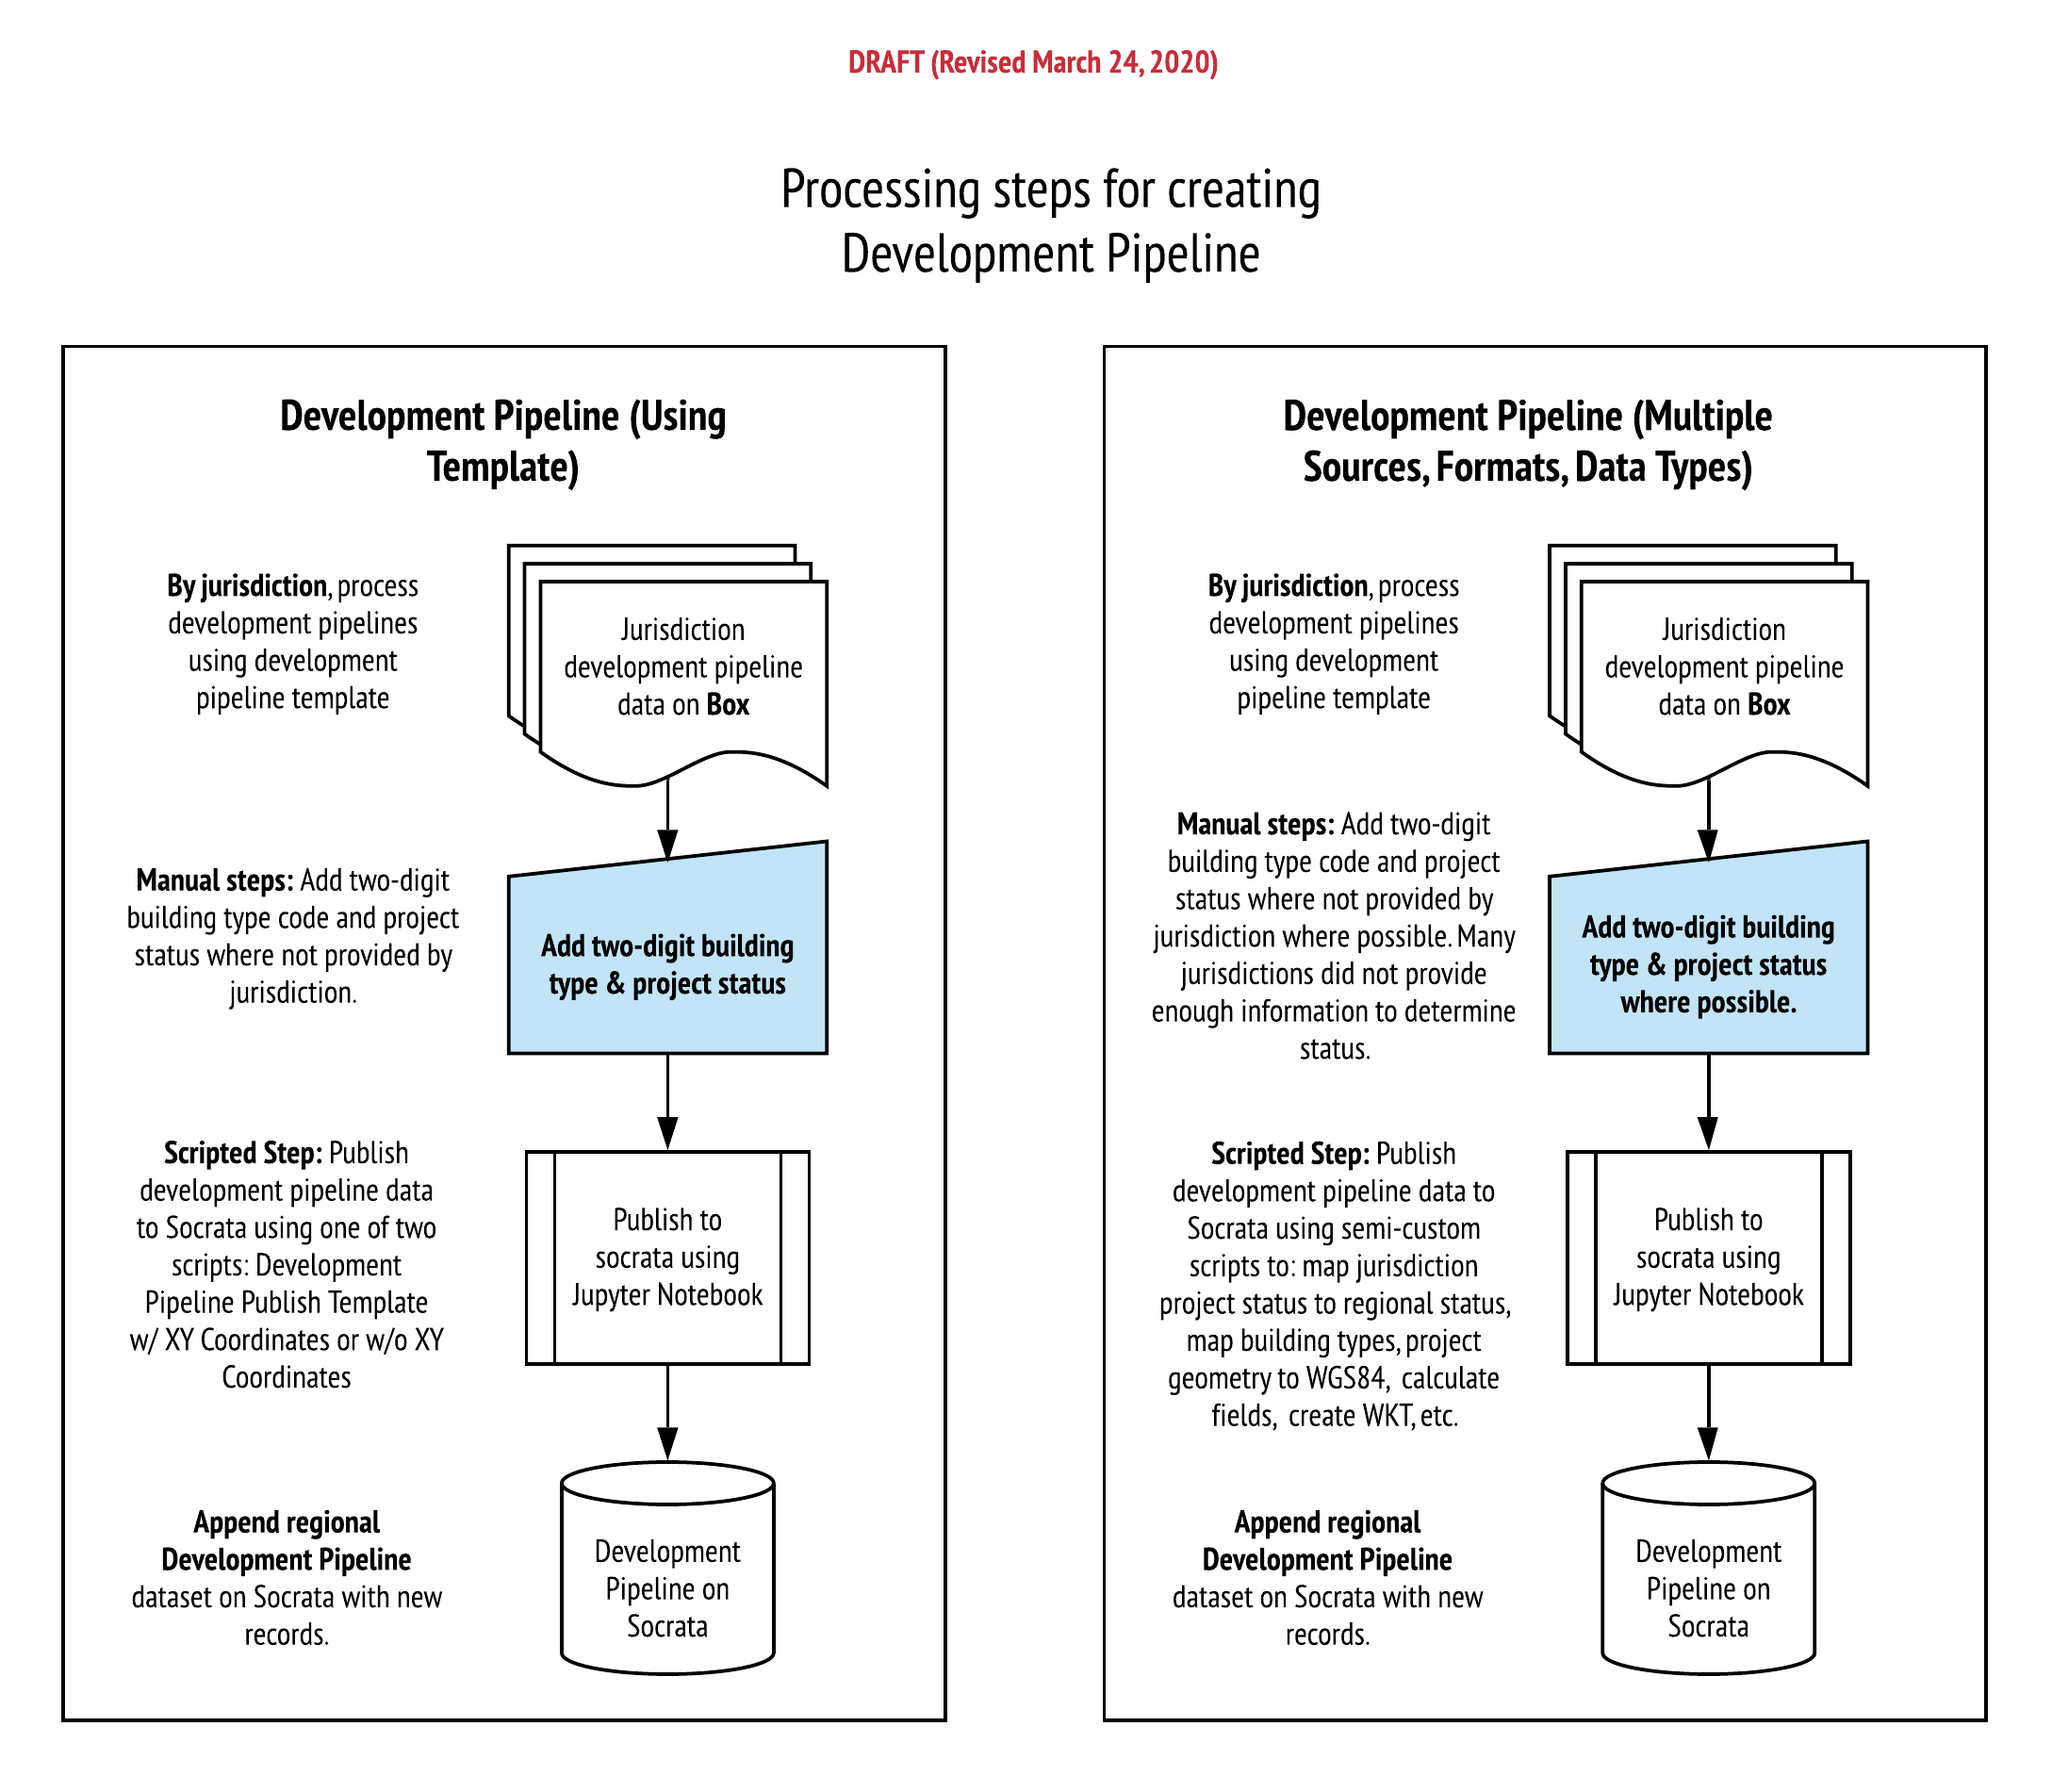 DRAFT (Revised March 24, 2020)
Processing steps for creating
Development Pipeline
Development Pipeline (Using
Template)
By jurisdiction, process
development pipelines
using development
pipeline template
Jurisdiction
development pipeline
data on Box
Manual steps: Add two-digit
building type code and project
status where not provided by
jurisdiction.
Add two-digit building
type & project status
Scripted Step: Publish
development pipeline data
to Socrata using one of two
scripts: Development
Pipeline Publish Template
w/ XY Coordinates or w/o XY
Coordinates
Publish to
socrata using
Jupyter Notebook
Append regional
Development Pipeline
dataset on Socrata with new
records.
Development
Pipeline on
Socrata
Development Pipeline (Multiple
Sources, Formats, Data Types)
By jurisdiction, process
development pipelines
using development
pipeline template
Jurisdiction
development pipeline
data on Box
Manual steps: Add two-digit
building type code and project
status where not provided by
jurisdiction where possible. Many
jurisdictions did not provide
enough information to determine
status.
Add two-digit building
type & project status
where possible.
Scripted Step: Publish
development pipeline data to
Socrata using semi-custom
scripts to: map jurisdiction
project status to regional status,
map building types, project
geometry to WGS84,  calculate
fields,  create WKT, etc.
Publish to
socrata using
Jupyter Notebook
Append regional
Development Pipeline
dataset on Socrata with new
records.
Development
Pipeline on
Socrata